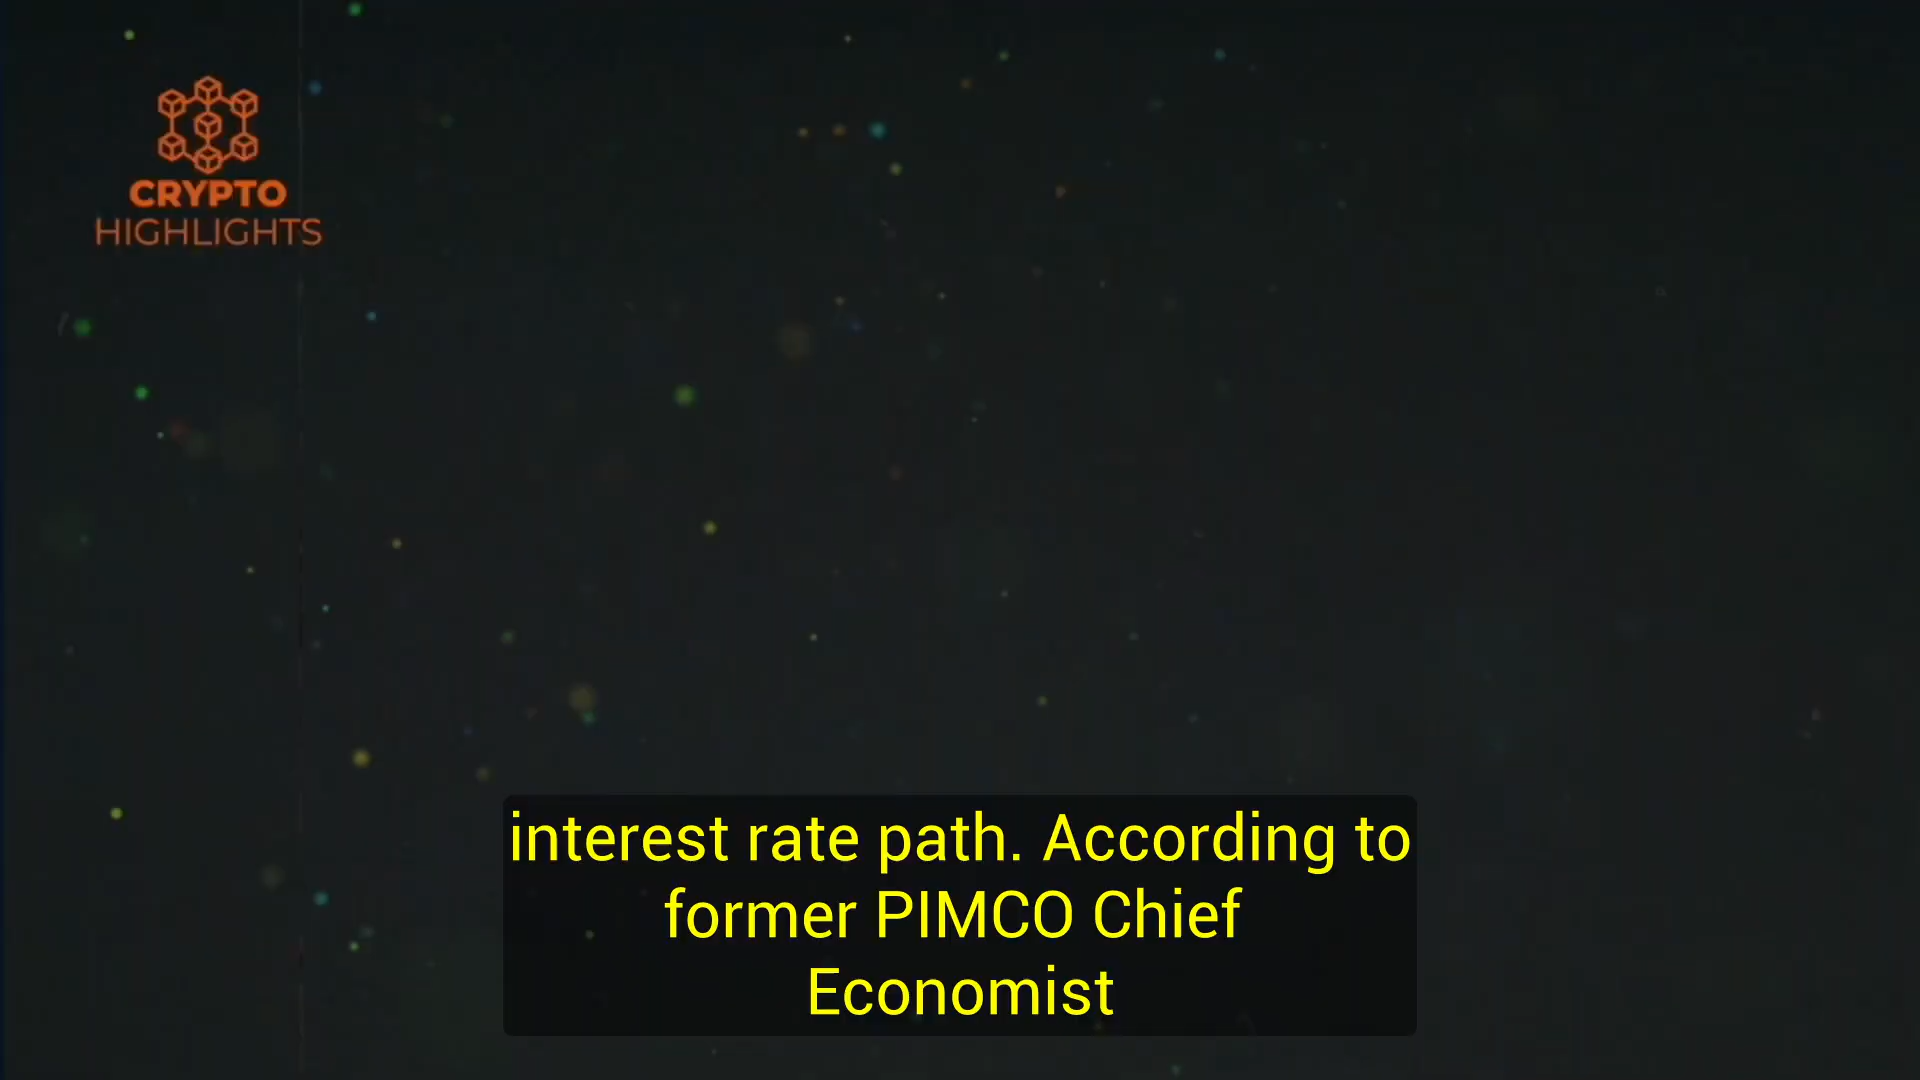 CRYPTO
HIGHLIGHTS
interest rate path. According to
former PIMCO Chief
Economist